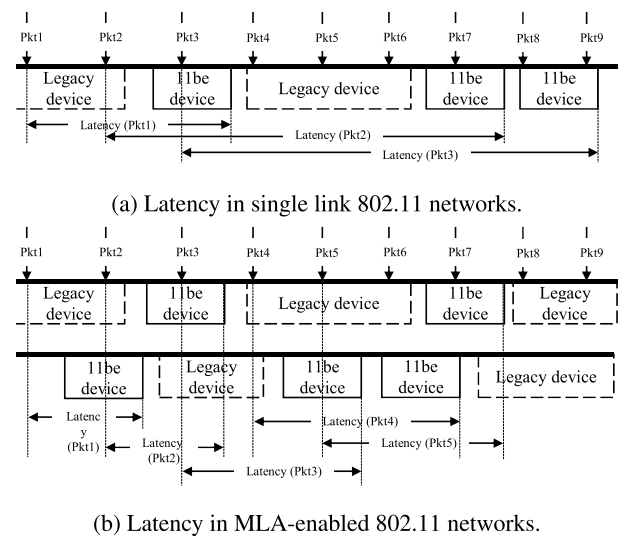 Pkt1 Pkt2 Pkt3 Pkt4 Pkt5 Pkt6 Pkt7 Pkt8 Pkt9
Legacy 11be Legacy device 11be 11be
device device device device
Latency (Pkt1)
Latency (Pkt2)
Latency (Pkt3)
(a) Latency in single link 802.11 networks.
Pkt1 Pkt2 Pkt3 Pkt4 Pkt5 Pkt6 Pkt7 Pkt8 Pkt9
Legacy 11be Legacy device 11be Legacy
device device device device
11be Legacy 11be 11be Legacy device
device device device device
Latenc Latency (Pkt4)
y Latency Latency (Pkt5)
(Pkt1) (Pkt2)
Latency (Pkt3)
(b) Latency in MLA-enabled 802.11 networks.